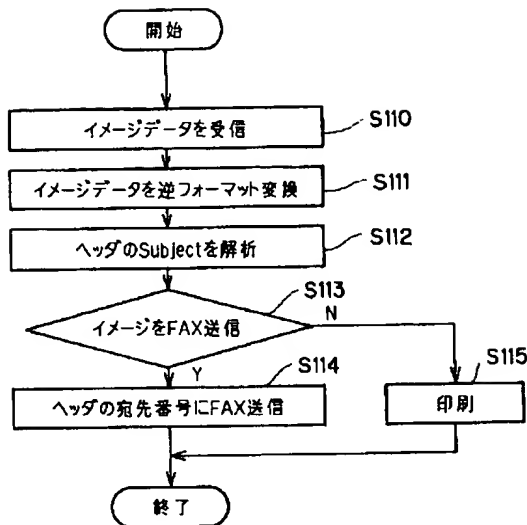 開始
イメージデータを受信
S110
イメージデータを逆フォーマット変換
S111
ヘッダのSubjectを解析
S112
イメージをFAX送信
S113
N
Y
ヘッダの宛先番号にFAX送信
S114
印刷
S115
終了